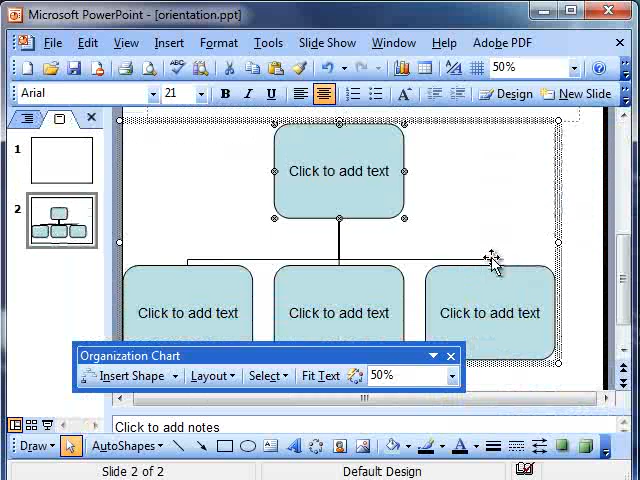 Microsoft PowerPoint - [orientation.ppt]
File Edit View Insert Format Tools Slide Show Window Help Adobe PDF
50%
Arial 21 B I U Design New Slide
1
2
Click to add text
Click to add text Click to add text Click to add text
Organization Chart
Insert Shape Layout Select Fit Text 50%
Click to add notes
Draw AutoShapes
Slide 2 of 2 Default Design